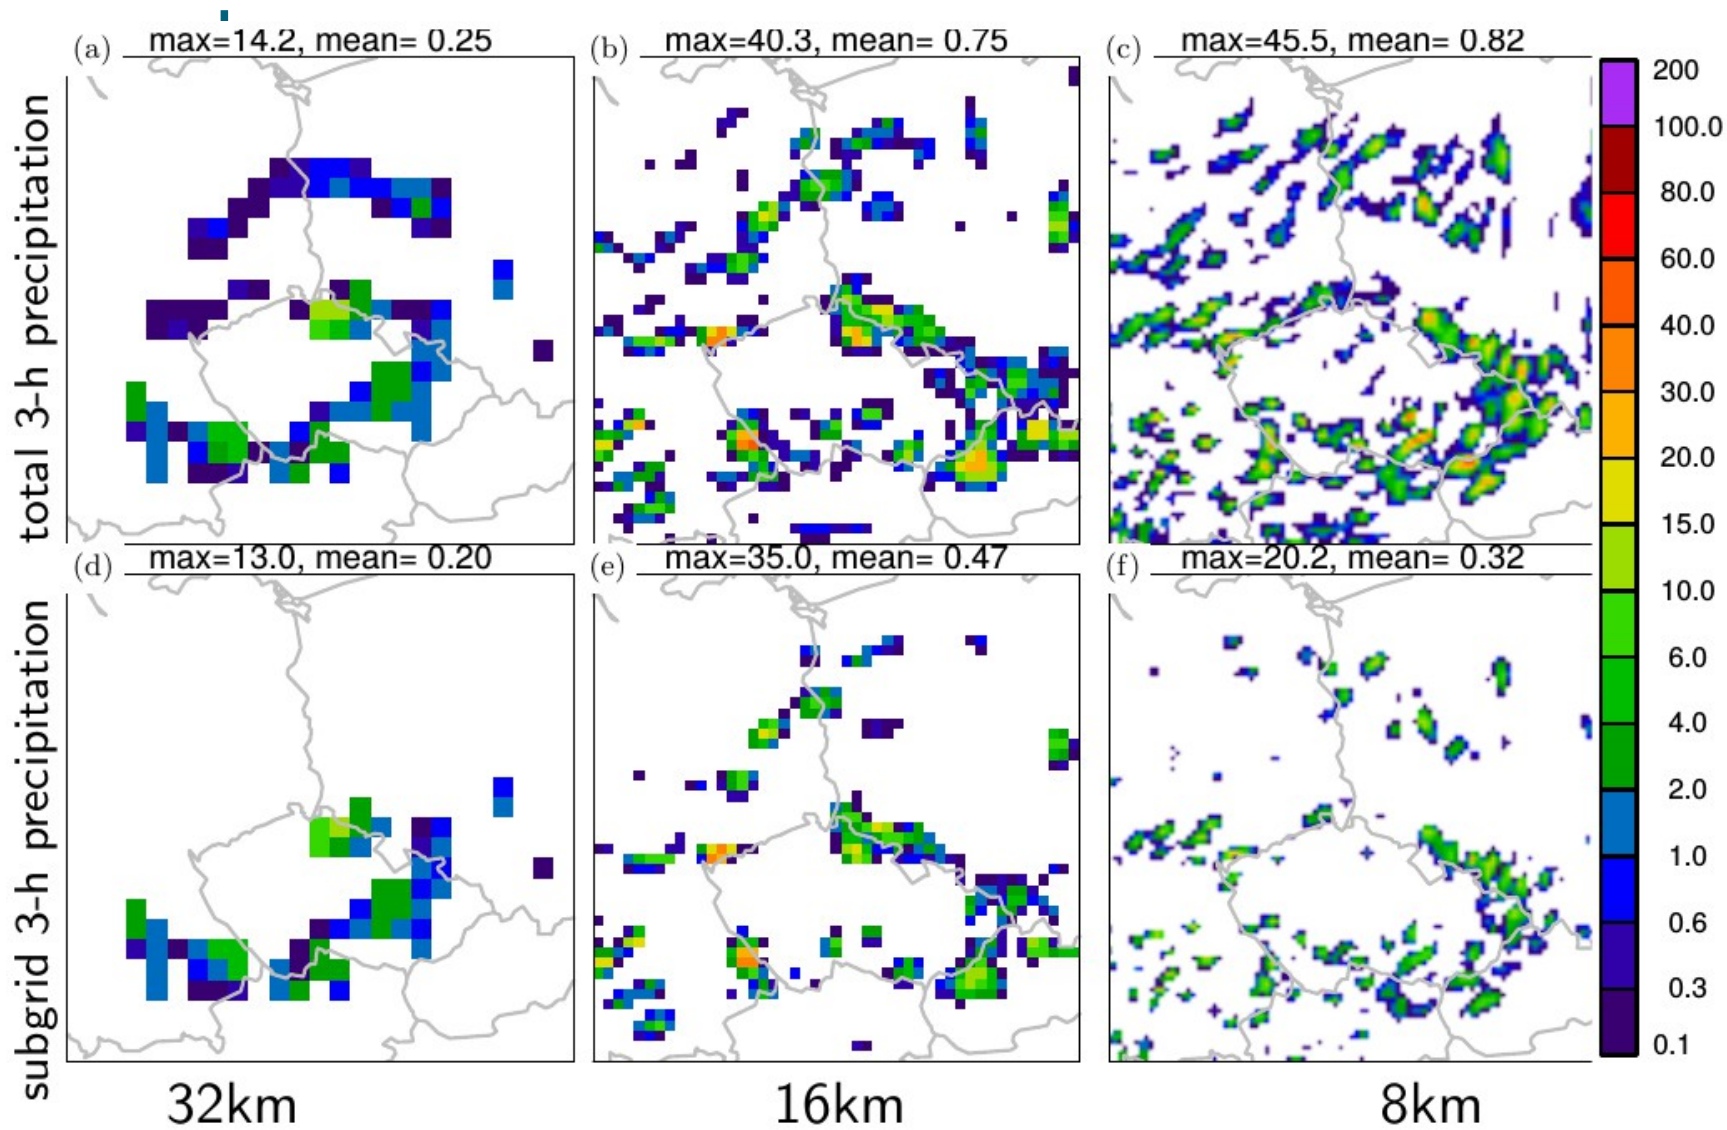 (a) max=14.2, mean= 0.25
(b) max=40.3, mean= 0.75
(c) max=45.5, mean= 0.82
total 3-h precipitation
(d) max=13.0, mean= 0.20
(e) max=35.0, mean= 0.47
(f) max=20.2, mean= 0.32
subgrid 3-h precipitation
200
100.0
80.0
60.0
40.0
30.0
20.0
15.0
10.0
6.0
4.0
2.0
1.0
0.6
0.3
0.1
32km
16km
8km